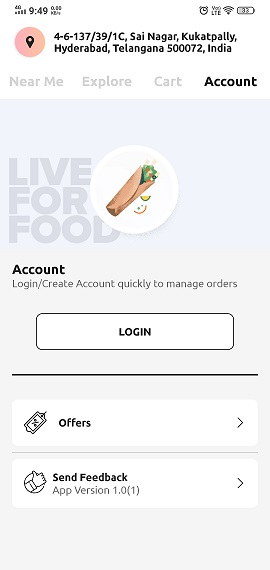 4G 9:49 0.00 KB/s Vo) LTE 33
4-6-137/39/1C, Sai Nagar, Kukatpally,
Hyderabad, Telangana 500072, India
Near Me Explore Cart Account
LIVE
FOR
FOOD
Account
Login/Create Account quickly to manage orders
LOGIN
Offers
Send Feedback
App Version 1.0(1)